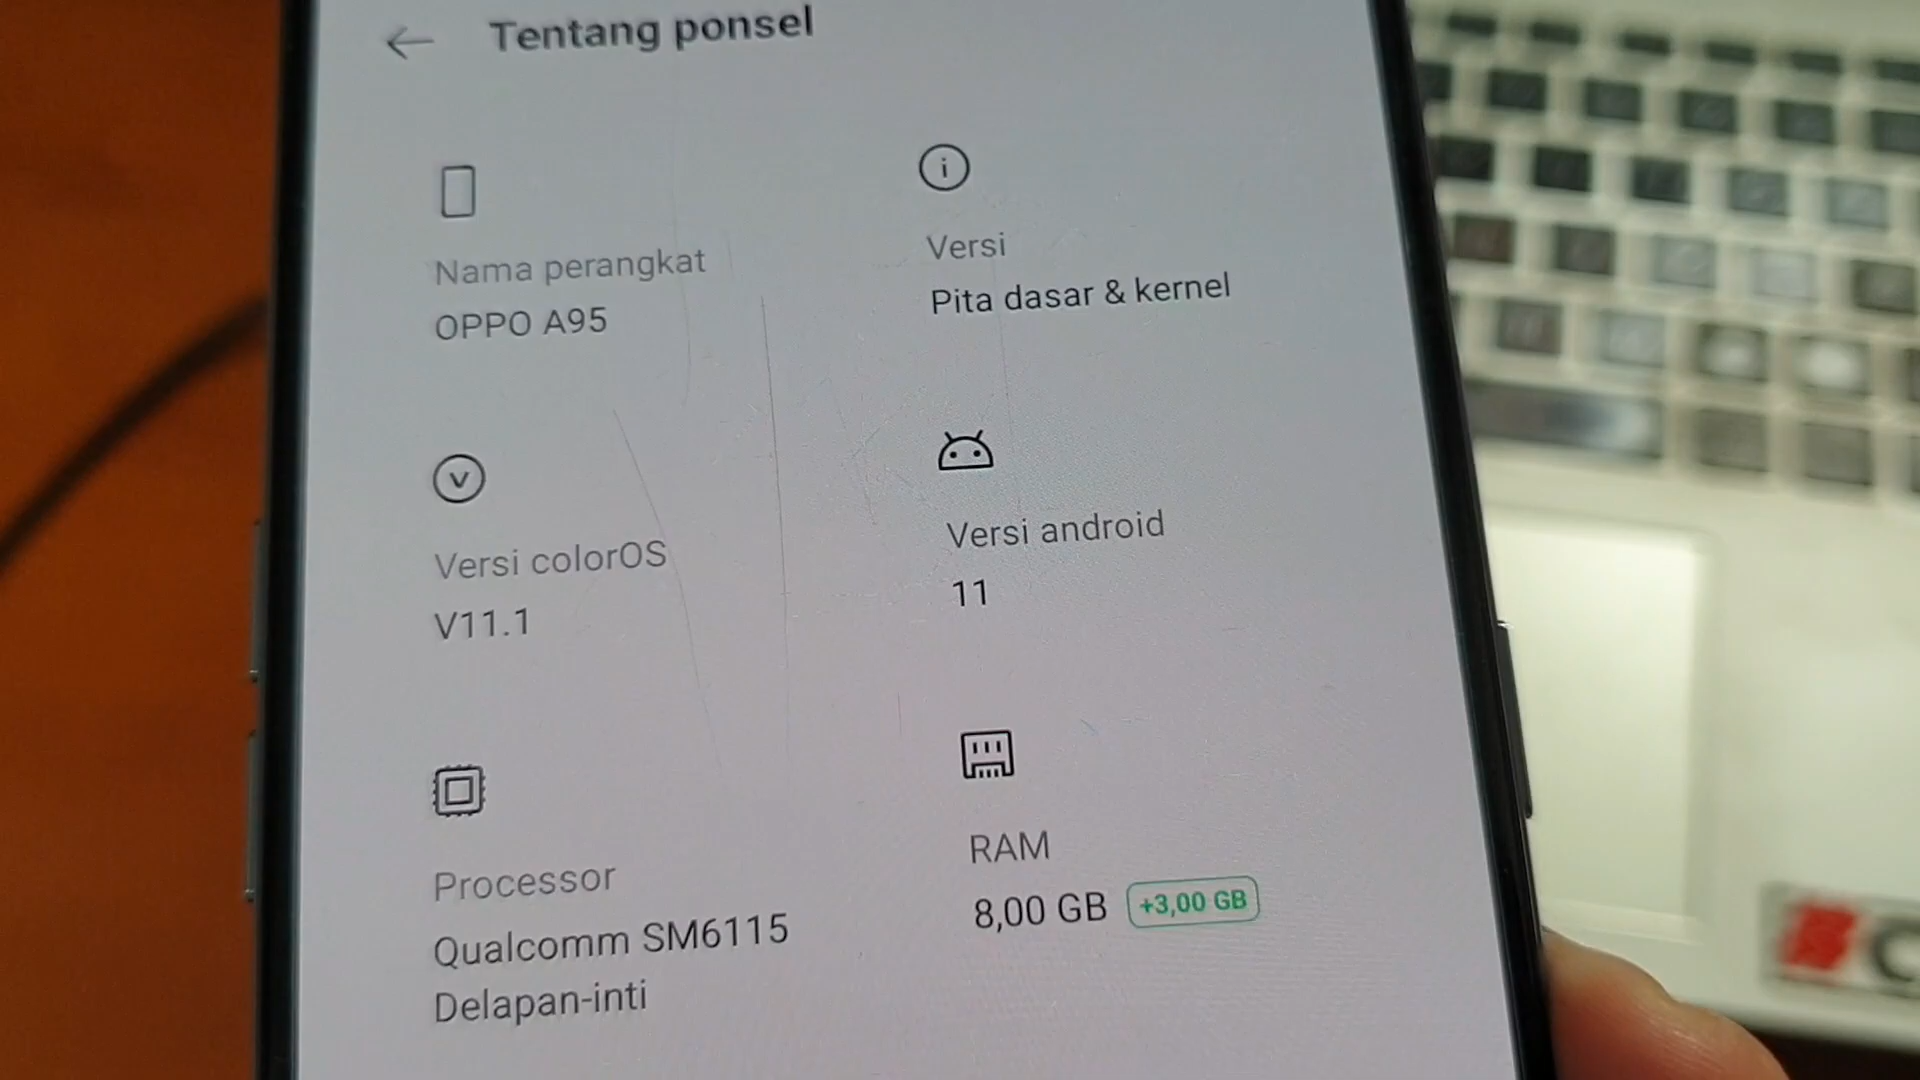 Tentang ponsel
Nama perangkat
OPPO A95
Versi
Pita dasar & kernel
Versi colorOS
V11.1
Versi android
11
Processor
Qualcomm SM6115
Delapan-inti
RAM
8,00 GB +3,00 GB